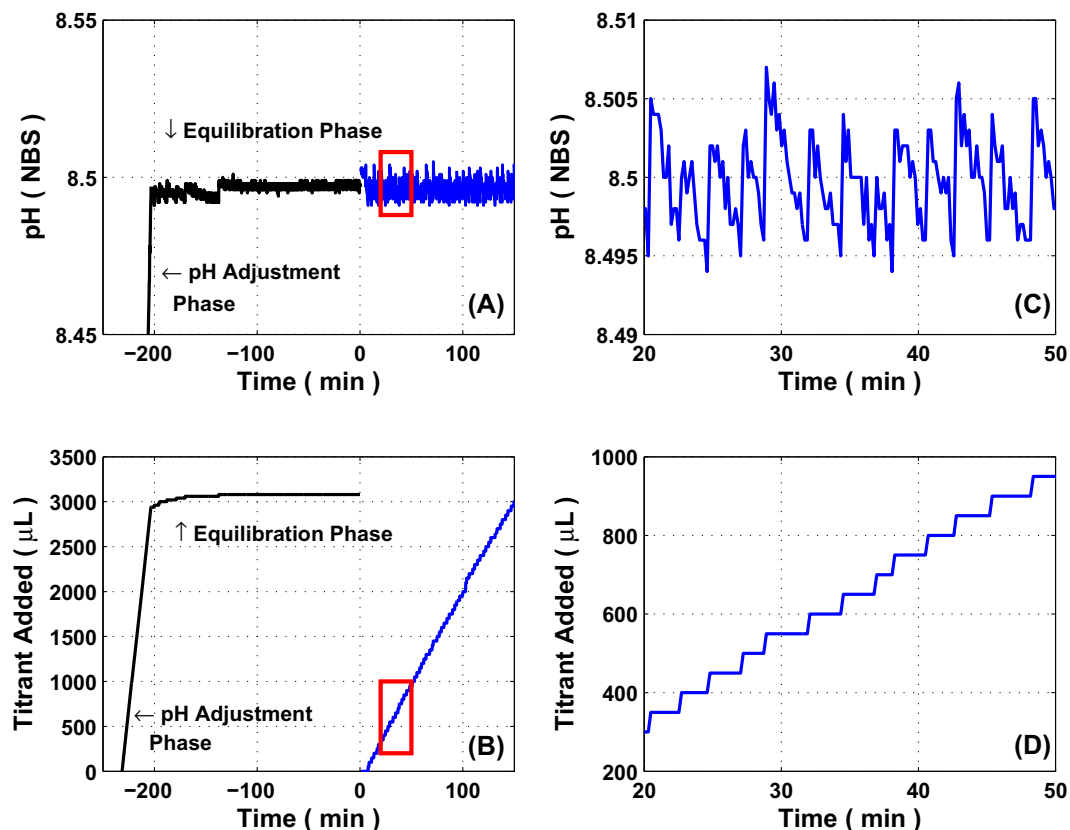 8.55
8.5
8.45
pH ( NBS )
↓ Equilibration Phase
← pH Adjustment
Phase
(A)
−200
−100
0
100
Time ( min )
8.51
8.505
8.5
8.495
8.49
pH ( NBS )
(C)
20
30
40
50
Time ( min )
3500
3000
2500
2000
1500
1000
500
0
Titrant Added ( μL )
↑ Equilibration Phase
← pH Adjustment
Phase
(B)
−200
−100
0
100
Time ( min )
1000
800
600
400
200
Titrant Added ( μL )
(D)
20
30
40
50
Time ( min )